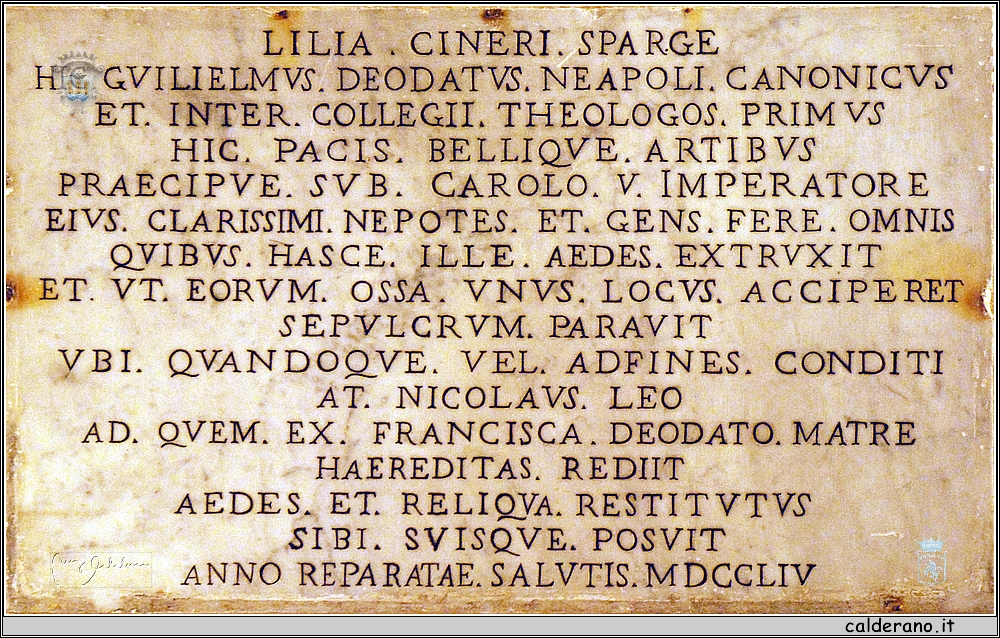 LILIA . CINERI. SPARGE
GVILIELMVS. DEODATVS. NEAPOLI. CANONICVS
ET. INTER. COLLEGII. THEOLOGOS. PRIMVS
HIC. PACIS. BELLIQVE. ARTIBVS
PRAECIPVE. SVB. CAROLO. V. IMPERATORE
EIVS. CLARISSIMI. NEPOTES. ET. GENS. FERE. OMNIS
QVIBVS. HASCE. ILLE. AEDES. EXTRVXIT
ET. VT. EORVM. OSSA. VNVS. LOCVS. ACCIPERET
SEPVLCRVM. PARAVIT
VBI. QVANDOQVE. VEL. ADFINES. CONDITI
AT. NICOLAVS. LEO
AD. QVEM. EX. FRANCISCA. DEODATO. MATRE
HAEREDITAS. REDIIT
AEDES. ET. RELIQVA. RESTITVTVS
SIBI. SVISQVE. POSVIT
ANNO REPARATAE. SALVTIS. MDCCLIV
calderano.it